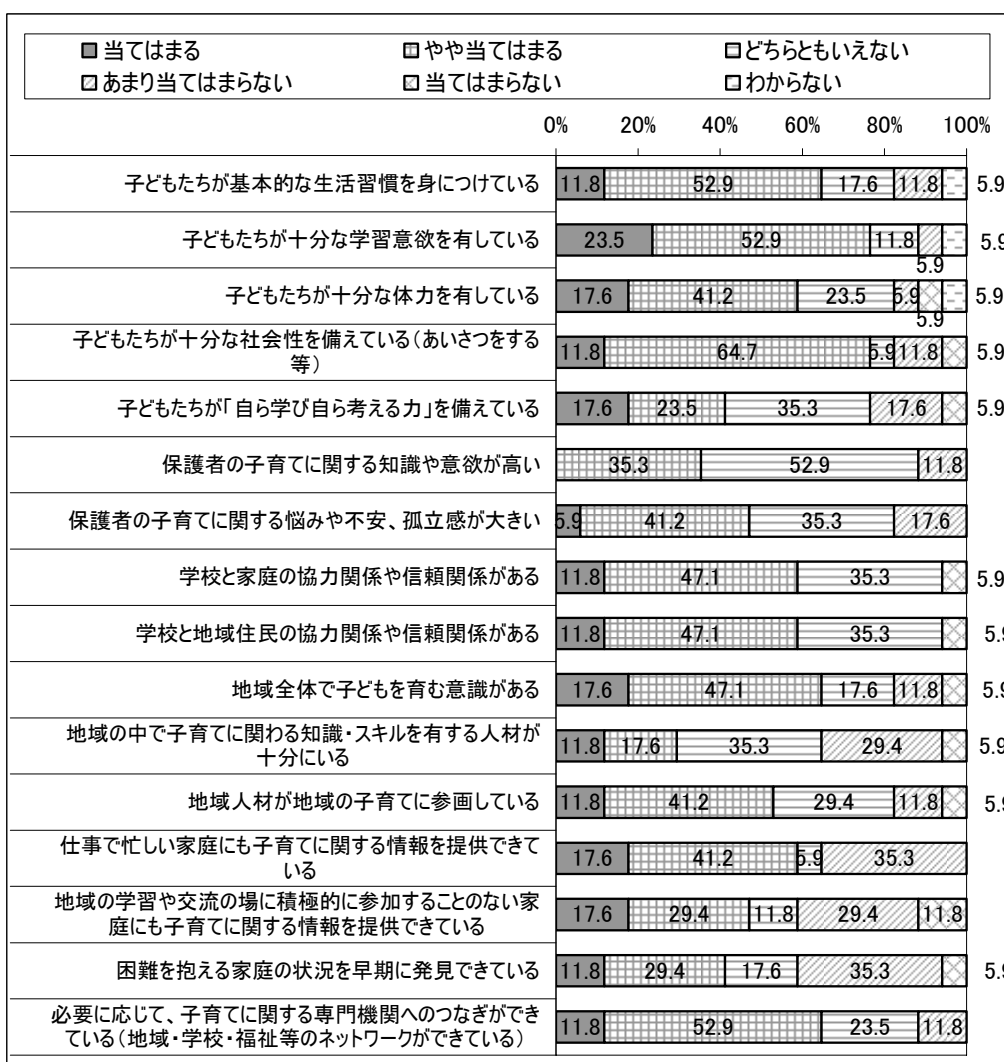 当てはまる やや当てはまる どちらともいえない
あまり当てはまらない 当てはまらない わからない
0% 20% 40% 60% 80% 100%
子どもたちが基本的な生活習慣を身につけている 11.8 52.9 17.6 11.8 5.9
子どもたちが十分な学習意欲を有している 23.5 52.9 11.8 5.9
5.9
子どもたちが十分な体力を有している 17.6 41.2 23.5 5.9 5.9
5.9
子どもたちが十分な社会性を備えている(あいさつをする
等) 11.8 64.7 5.9 11.8 5.9
子どもたちが「自ら学び自ら考える力」を備えている 17.6 23.5 35.3 17.6 5.9
保護者の子育てに関する知識や意欲が高い 35.3 52.9 11.8
保護者の子育てに関する悩みや不安、孤立感が大きい 5.9 41.2 35.3 17.6
学校と家庭の協力関係や信頼関係がある 11.8 47.1 35.3 5.9
学校と地域住民の協力関係や信頼関係がある 11.8 47.1 35.3 5.9
地域全体で子どもを育む意識がある 17.6 47.1 17.6 11.8 5.9
地域の中で子育てに関わる知識・スキルを有する人材が
十分にいる 11.8 17.6 35.3 29.4 5.9
地域人材が地域の子育てに参画している 11.8 41.2 29.4 11.8 5.9
仕事で忙しい家庭にも子育てに関する情報を提供できて
いる 17.6 41.2 5.9 35.3
地域の学習や交流の場に積極的に参加することのない家
庭にも子育てに関する情報を提供できている 17.6 29.4 11.8 29.4 11.8
困難を抱える家庭の状況を早期に発見できている 11.8 29.4 17.6 35.3 5.9
必要に応じて、子育てに関する専門機関へのつなぎができ
ている(地域・学校・福祉等のネットワークができている) 11.8 52.9 23.5 11.8